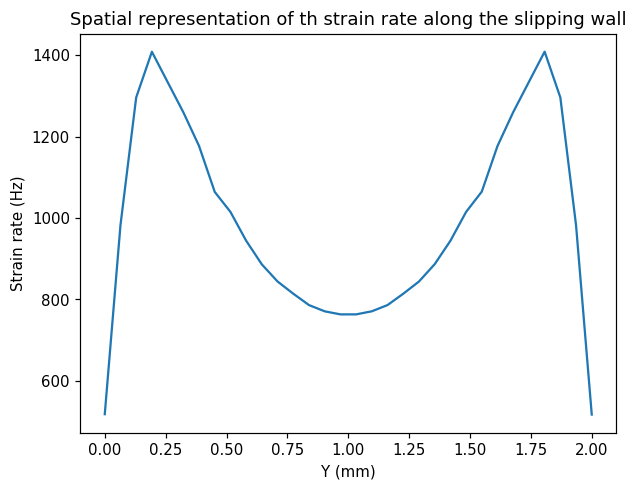 Spatial representation of th strain rate along the slipping wall
1400
1200
1000
800
600
Strain rate (Hz)
0.00 0.25 0.50 0.75 1.00 1.25 1.50 1.75 2.00
Y (mm)